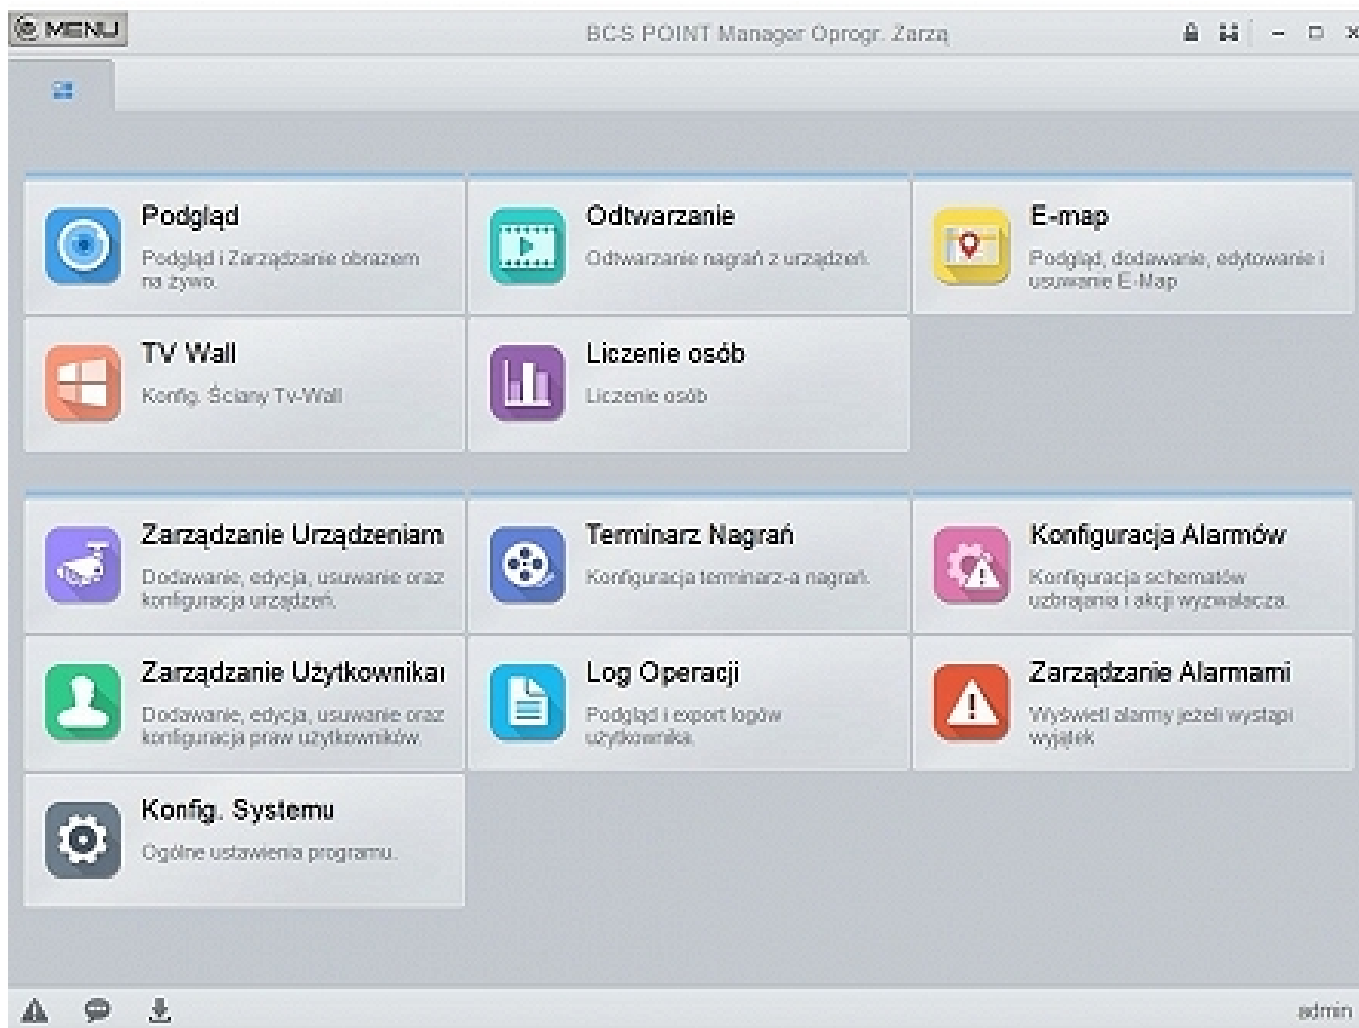 MENU
BCS POINT Manager Oprogr. Zarzą
Podgląd
Podgląd i Zarządzanie obrazem
na żywo.
Odtwarzanie
Odtwarzanie nagrań z urządzeń.
E-map
Podgląd, dodawanie, edytowanie i
usuwanie E-Map
TV Wall
Konfig. Ściany Tv-Wall
Liczenie osób
Liczenie osób
Zarządzanie Urządzeniam
Dodawanie, edycja, usuwanie oraz
konfiguracja urządzeń.
Terminarz Nagrań
Konfiguracja terminarz-a nagrań.
Konfiguracja Alarmów
Konfiguracja schematów
uzbrajania i akcji wyzwalacza.
Zarządzanie Użytkownikaı
Dodawanie, edycja, usuwanie oraz
konfiguracja praw użytkowników.
Log Operacji
Podgląd i export logów
użytkownika.
Zarządzanie Alarmami
Wyświetl alarmy jeżeli wystąpi
wyjątek
Konfig. Systemu
Ogólne ustawienia programu.
admin